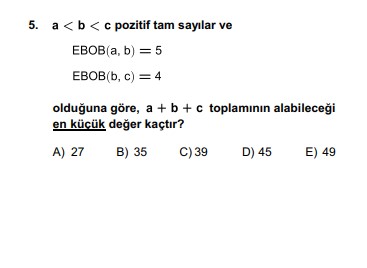 5. a < b < c pozitif tam sayılar ve
EBOB(a, b) = 5
EBOB(b, c) = 4
olduğuna göre, a + b + c toplamının alabileceği
en küçük değer kaçtır?
A) 27 B) 35 C) 39 D) 45 E) 49